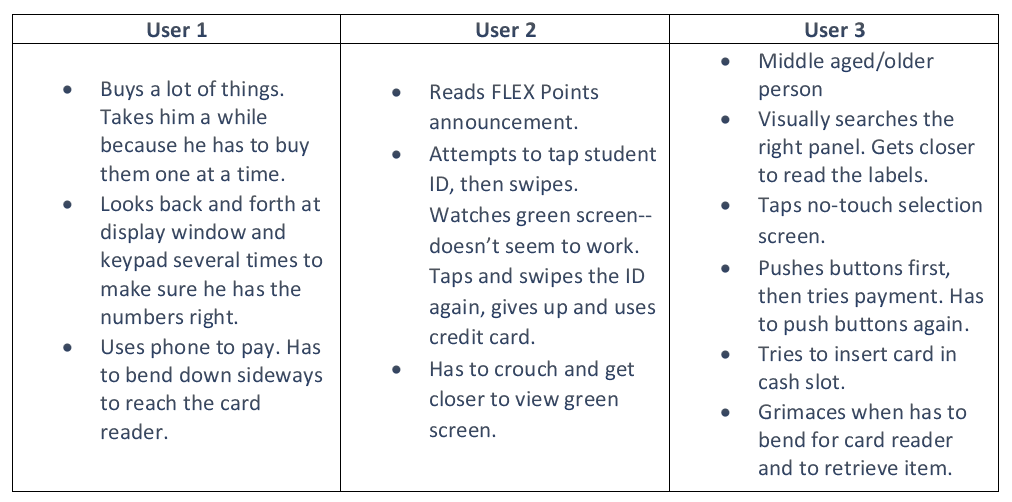 User 1
User 2
User 3
• Buys a lot of things.
Takes him a while
because he has to buy
them one at a time.
• Looks back and forth at
display window and
keypad several times to
make sure he has the
numbers right.
• Uses phone to pay. Has
to bend down sideways
to reach the card
reader.
• Reads FLEX Points
announcement.
• Attempts to tap student
ID, then swipes.
Watches green screen--
doesn’t seem to work.
Taps and swipes the ID
again, gives up and uses
credit card.
• Has to crouch and get
closer to view green
screen.
• Middle aged/older
person
• Visually searches the
right panel. Gets closer
to read the labels.
• Taps no-touch selection
screen.
• Pushes buttons first,
then tries payment. Has
to push buttons again.
• Tries to insert card in
cash slot.
• Grimaces when has to
bend for card reader
and to retrieve item.